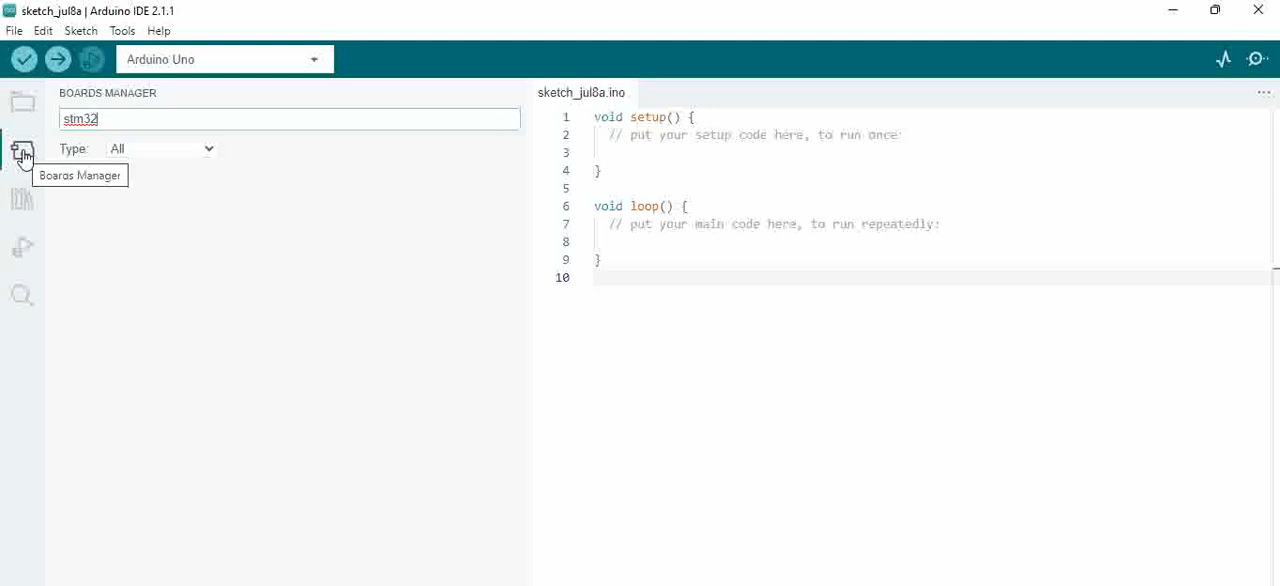 sketch_jul8a | Arduino IDE 2.1.1
File Edit Sketch Tools Help
Arduino Uno
BOARDS MANAGER
stm32
Type: All
Boards Manager
sketch_jul8a.ino
1 void setup() {
2 // put your setup code here, to run once:
3
4 }
5
6 void loop() {
7 // put your main code here, to run repeatedly:
8
9 }
10